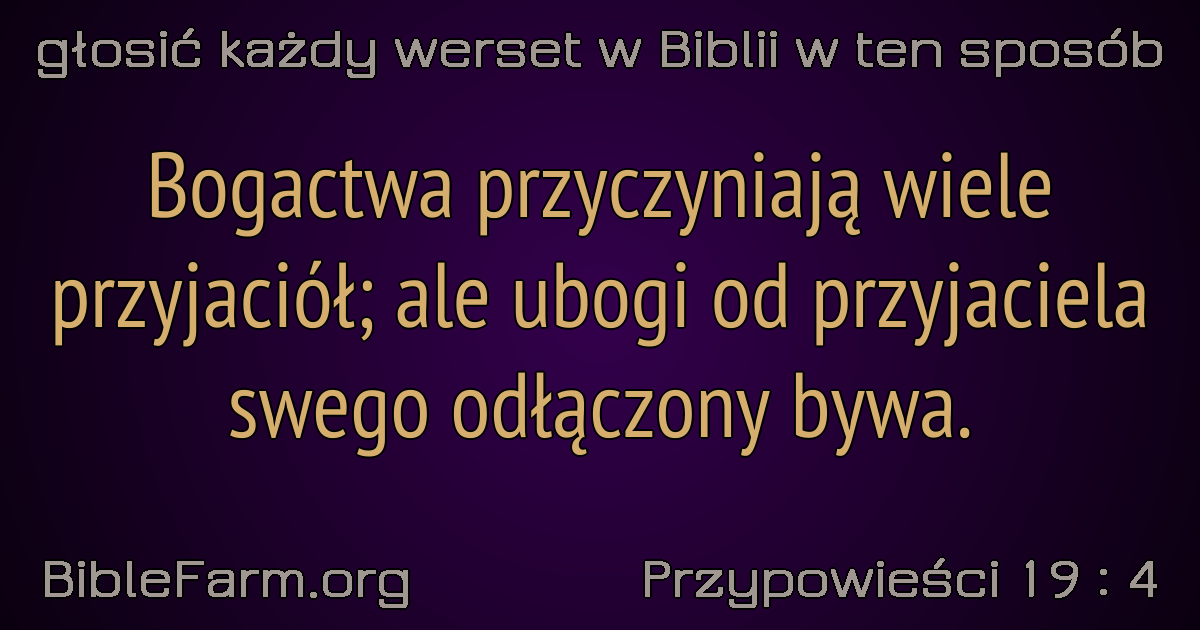 głosić każdy werset w Biblii w ten sposób
Bogactwa przyczyniają wiele
przyjaciół; ale ubogi od przyjaciela
swego odłączony bywa.
BibleFarm.org
Przypowieści 19 : 4